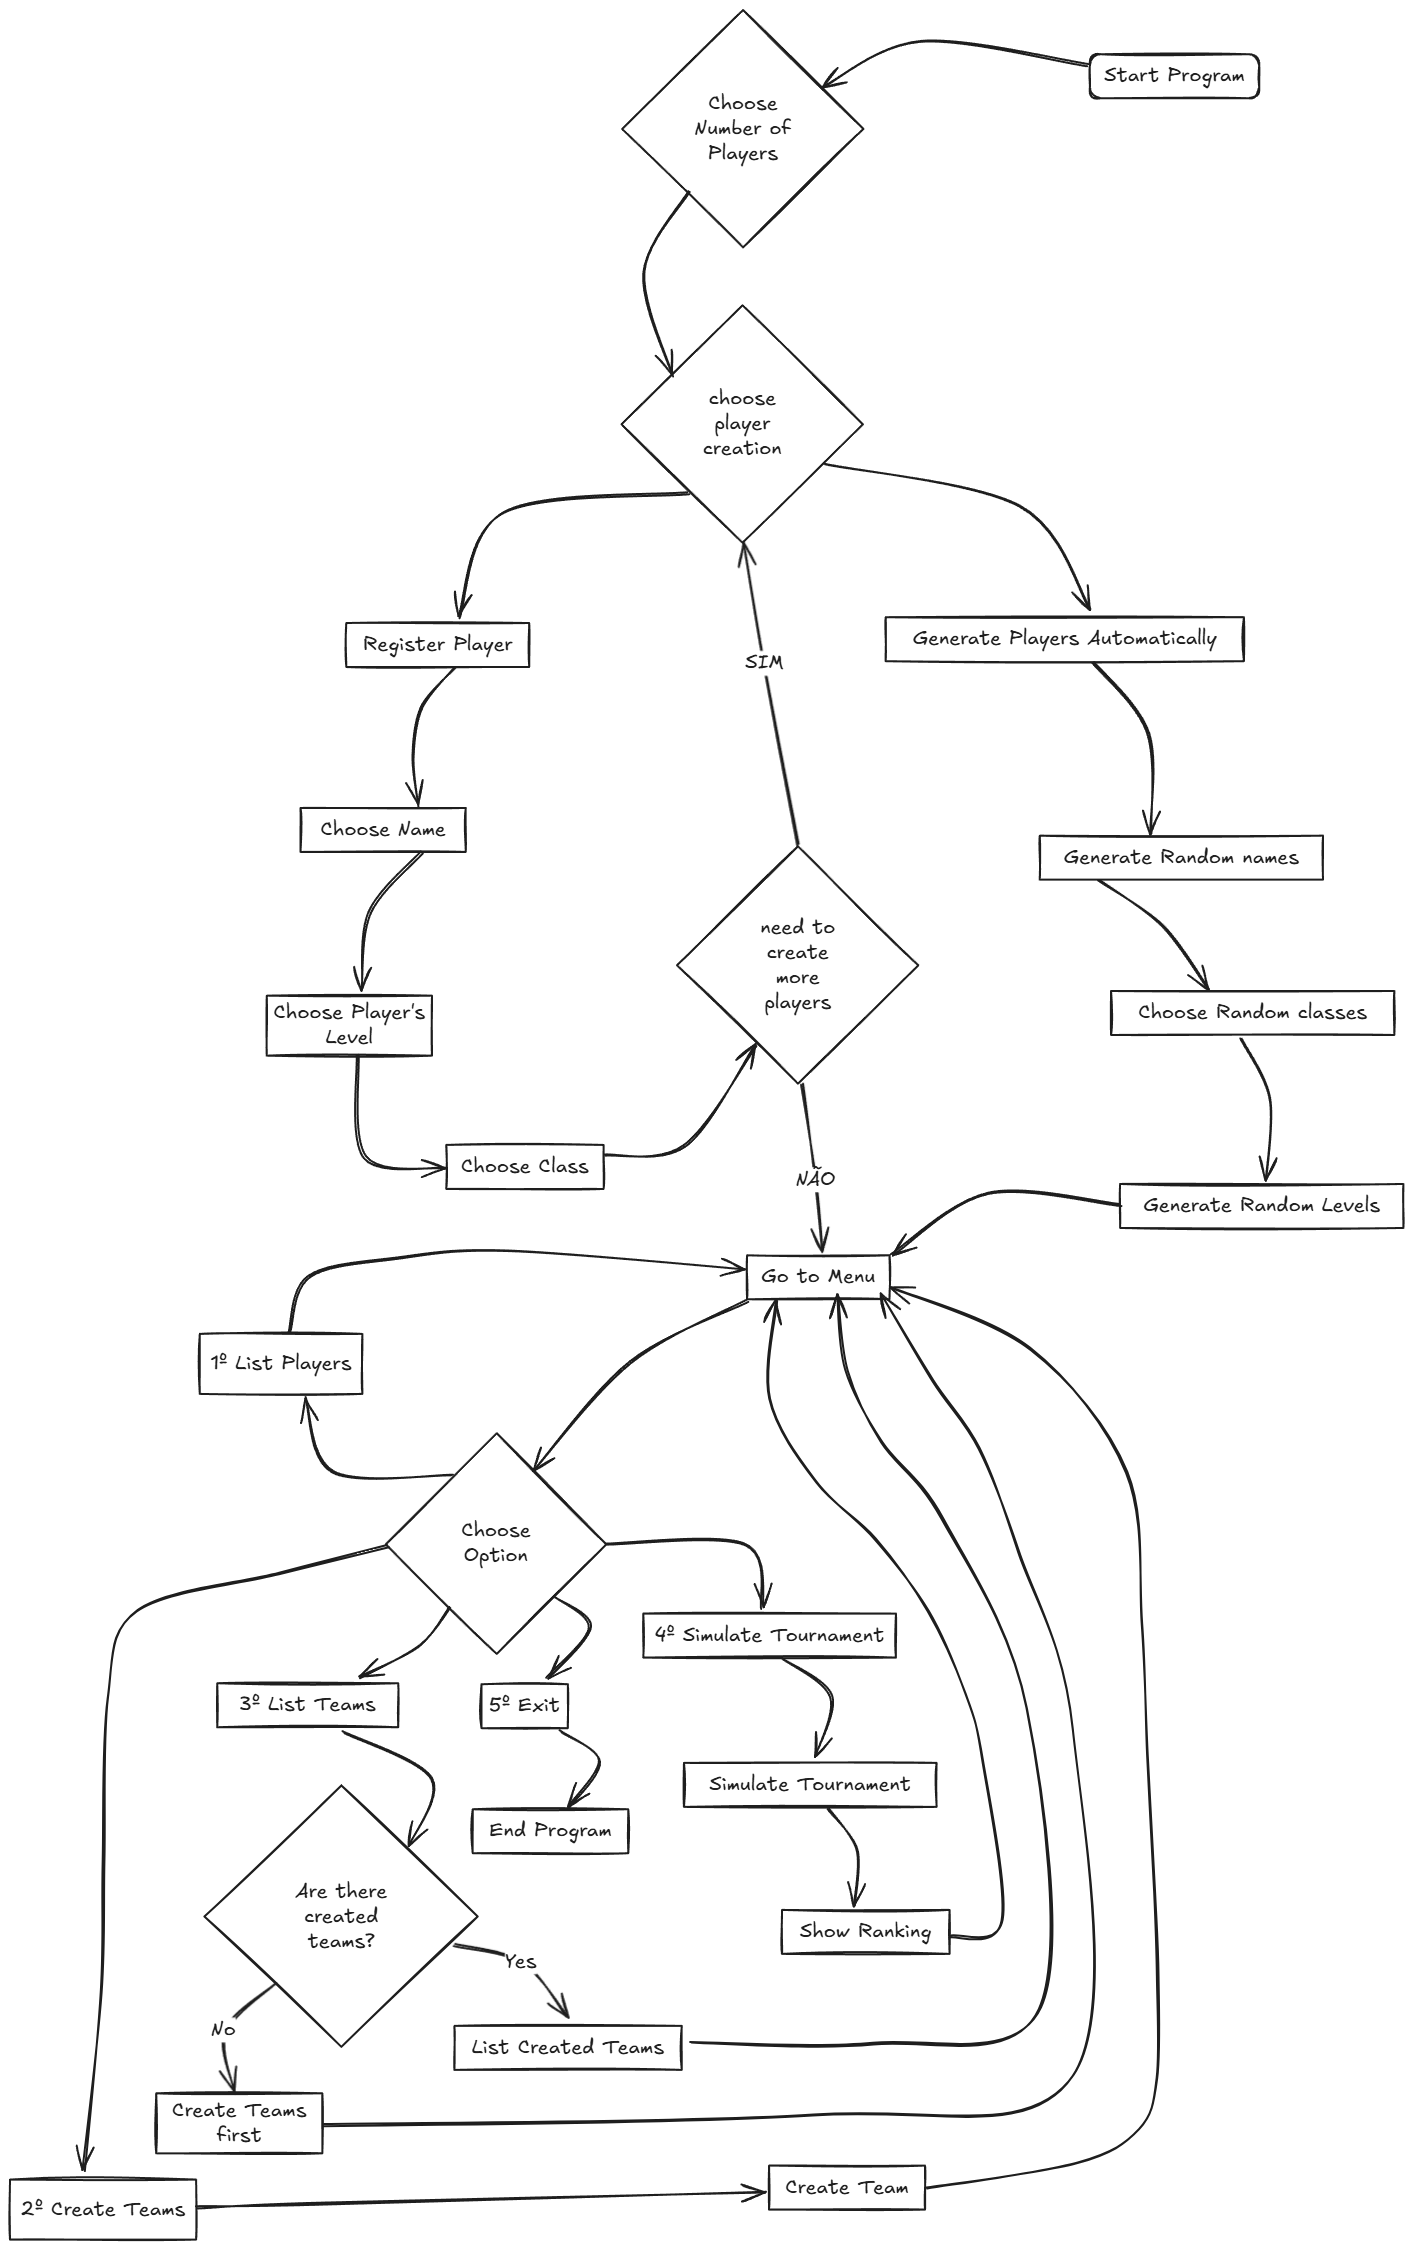 Start Program
Choose
Number of
Players
choose
player
creation
Register Player
Generate Players Automatically
SIM
Choose Name
Generate Random names
need to
create
more
players
Choose Player's
Level
Choose Random classes
Choose Class
NÃO
Generate Random Levels
Go to Menu
1º List Players
Choose
Option
4º Simulate Tournament
3º List Teams
5º Exit
Simulate Tournament
End Program
Are there
created
teams?
Show Ranking
Yes
No
List Created Teams
Create Teams
first
Create Team
2º Create Teams